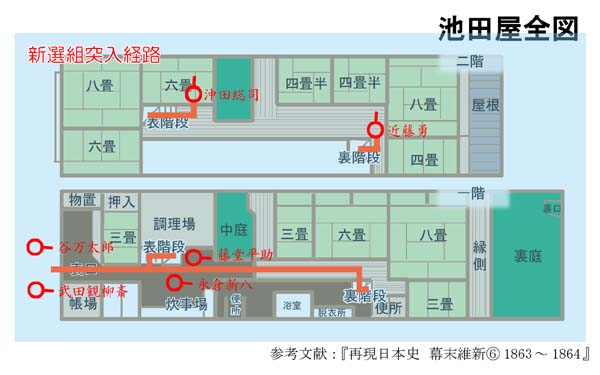 池田屋全図
新選組突入経路
二階
八畳
六畳
四畳半
四畳半
沖田総司
表階段
八畳
屋根
近藤勇
裏階段
六畳
四畳
一階
物置
押入
調理場
中庭
三畳
六畳
八畳
縁側
裏口
裏庭
三畳
谷万太郎
表階段
藤堂平助
表口
武田観柳斎
永倉新八
裏階段
帳場
炊事場
便所
浴室
脱衣所
便所
三畳
参考文献：『再現日本史 幕末維新⑥ 1863～1864』